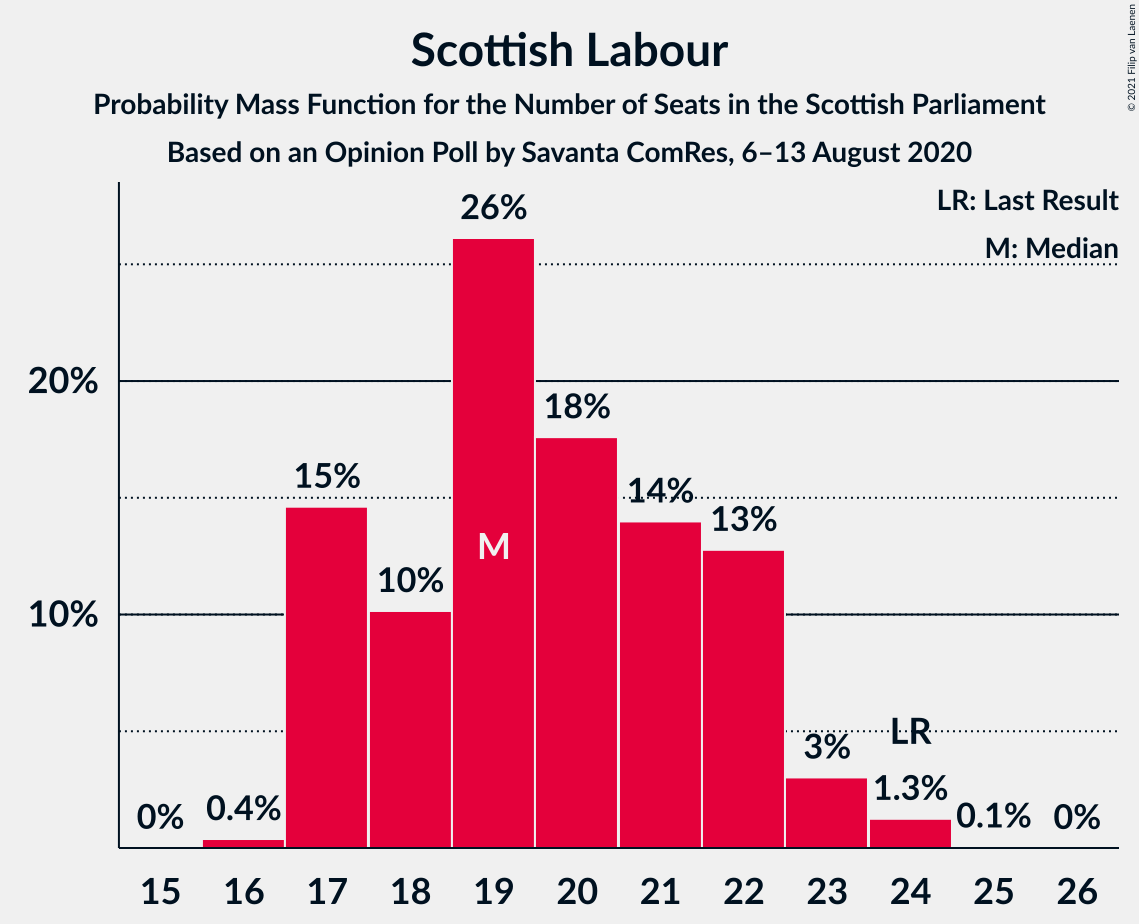 Scottish Labour
Probability Mass Function for the Number of Seats in the Scottish Parliament
Based on an Opinion Poll by Savanta ComRes, 6–13 August 2020
© 2021 Filip van Laenen
LR: Last Result
M: Median
20%
10%
0%
0.4%
15%
10%
26%
M
18%
14%
13%
3%
LR
1.3%
0.1%
0%
15 16 17 18 19 20 21 22 23 24 25 26